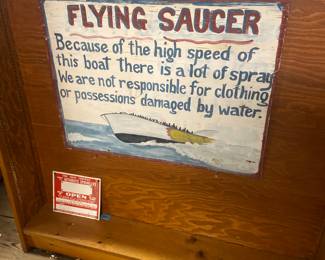 FLYING SAUCER
Because of the high speed of
this boat there is a lot of spray
We are not responsible for clothing
or possessions damaged by water.
OPEN